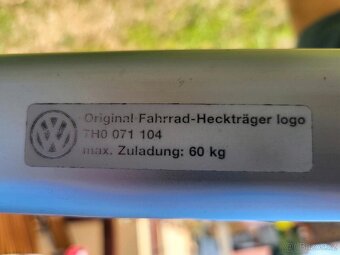 Original Fahrrad-Heckträger logo
7H0 071 104
max. Zuladung: 60 kg